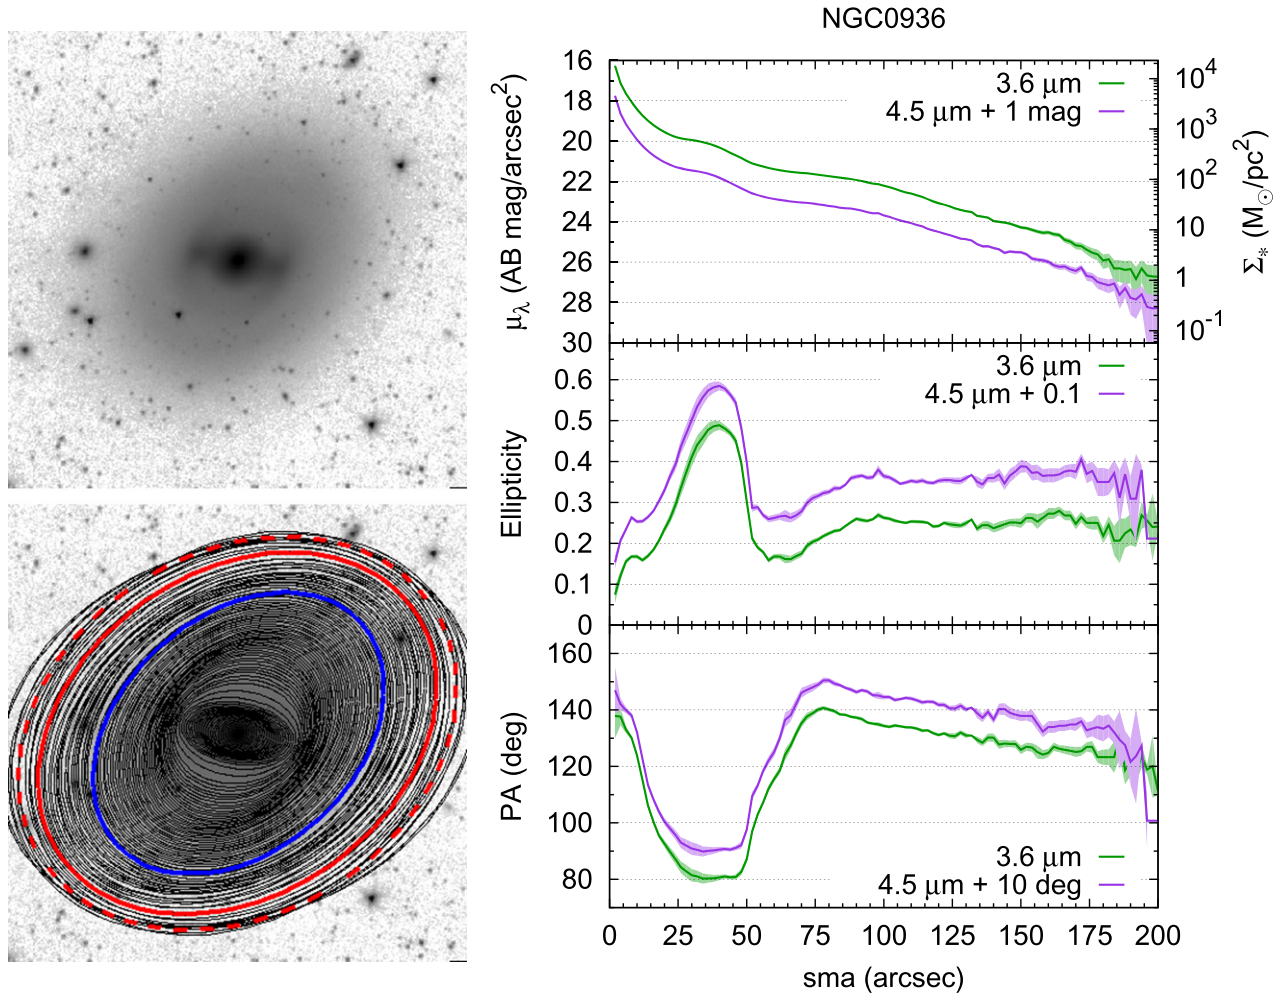 NGC0936
16
18
20
22
24
26
28
30
μλ (AB mag/arcsec²)
3.6 μm
4.5 μm + 1 mag
10⁴
10³
10²
10
1
10⁻¹
Σ* (M☉/pc²)
0.6
0.5
0.4
0.3
0.2
0.1
0
Ellipticity
3.6 μm
4.5 μm + 0.1
160
140
120
100
80
PA (deg)
3.6 μm
4.5 μm + 10 deg
0 25 50 75 100 125 150 175 200
sma (arcsec)